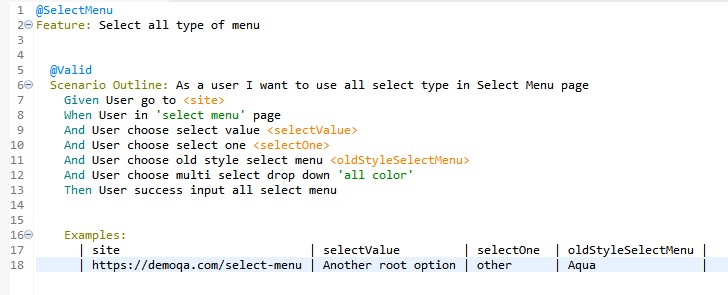 1 @SelectMenu
2 Feature: Select all type of menu
3
4
5 @Valid
6 Scenario Outline: As a user I want to use all select type in Select Menu page
7 Given User go to <site>
8 When User in 'select menu' page
9 And User choose select value <selectValue>
10 And User choose select one <selectOne>
11 And User choose old style select menu <oldStyleSelectMenu>
12 And User choose multi select drop down 'all color'
13 Then User success input all select menu
14
15
16 Examples:
17 | site | selectValue | selectOne | oldStyleSelectMenu |
18 | https://demoqa.com/select-menu | Another root option | other | Aqua |